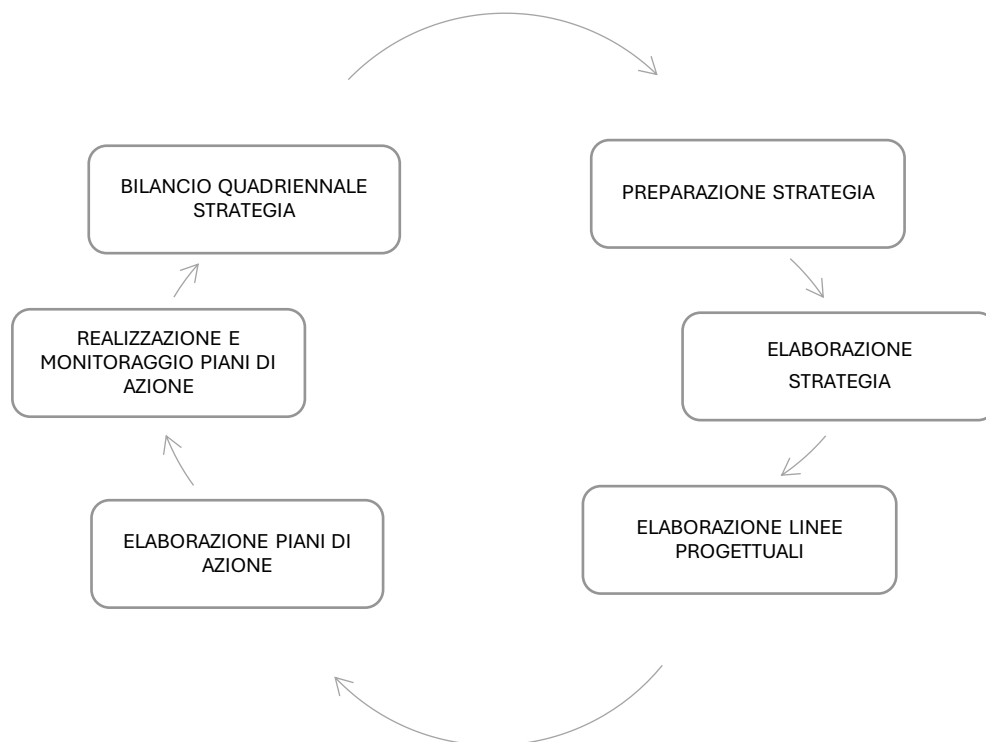 BILANCIO QUADRIENNALE
STRATEGIA
PREPARAZIONE STRATEGIA
REALIZZAZIONE E
MONITORAGGIO PIANI DI
AZIONE
ELABORAZIONE
STRATEGIA
ELABORAZIONE PIANI DI
AZIONE
ELABORAZIONE LINEE
PROGETTUALI